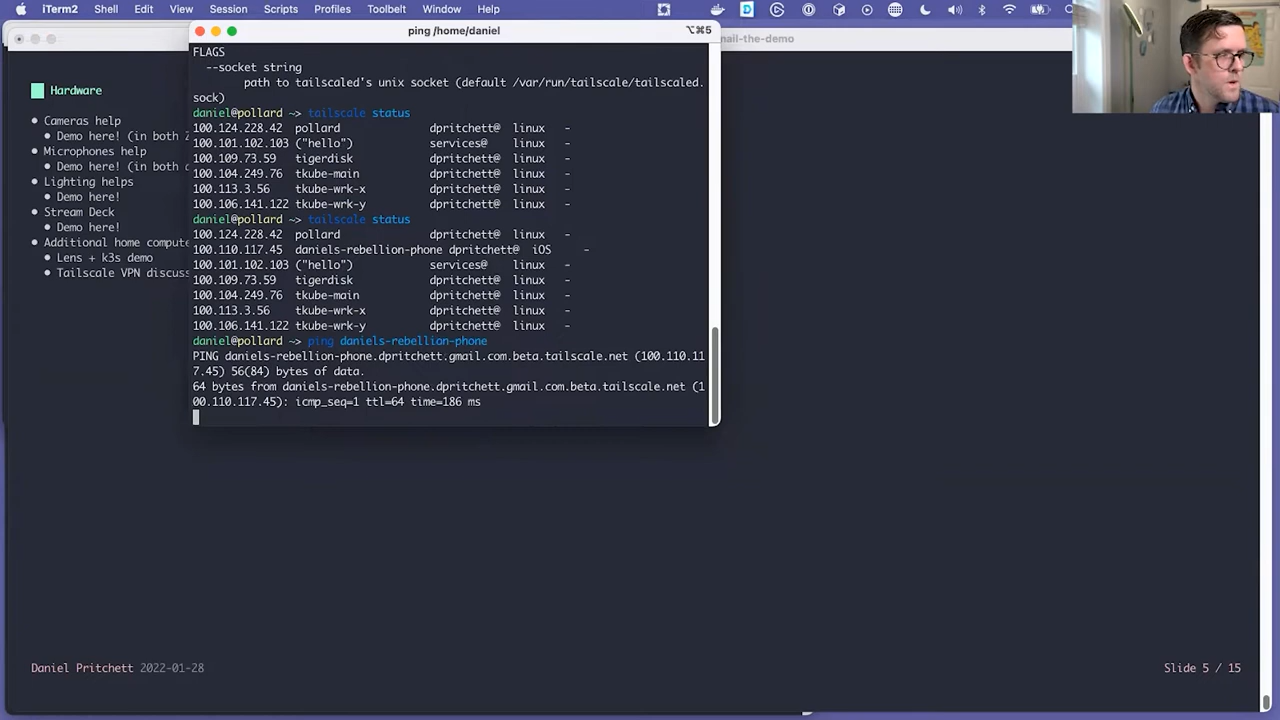 iTerm2 Shell Edit View Session Scripts Profiles Toolbelt Window Help
ping /home/daniel
⌥⌘5
nail-the-demo
FLAGS
--socket string
path to tailscaled's unix socket (default /var/run/tailscale/tailscaled.
sock)
daniel@pollard ~> tailscale status
100.124.228.42 pollard dpritchett@ linux -
100.101.102.103 ("hello") services@ linux -
100.109.73.59 tigerdisk dpritchett@ linux -
100.104.249.76 tkube-main dpritchett@ linux -
100.113.3.56 tkube-wrk-x dpritchett@ linux -
100.106.141.122 tkube-wrk-y dpritchett@ linux -
daniel@pollard ~> tailscale status
100.124.228.42 pollard dpritchett@ linux -
100.110.117.45 daniels-rebellion-phone dpritchett@ iOS -
100.101.102.103 ("hello") services@ linux -
100.109.73.59 tigerdisk dpritchett@ linux -
100.104.249.76 tkube-main dpritchett@ linux -
100.113.3.56 tkube-wrk-x dpritchett@ linux -
100.106.141.122 tkube-wrk-y dpritchett@ linux -
daniel@pollard ~> ping daniels-rebellion-phone
PING daniels-rebellion-phone.dpritchett.gmail.com.beta.tailscale.net (100.110.11
7.45) 56(84) bytes of data.
64 bytes from daniels-rebellion-phone.dpritchett.gmail.com.beta.tailscale.net (1
00.110.117.45): icmp_seq=1 ttl=64 time=186 ms
Hardware
• Cameras help
• Demo here! (in both
• Microphones help
• Demo here! (in both
• Lighting helps
• Demo here!
• Stream Deck
• Demo here!
• Additional home compute
• Lens + k3s demo
• Tailscale VPN discuss
Daniel Pritchett 2022-01-28
Slide 5 / 15